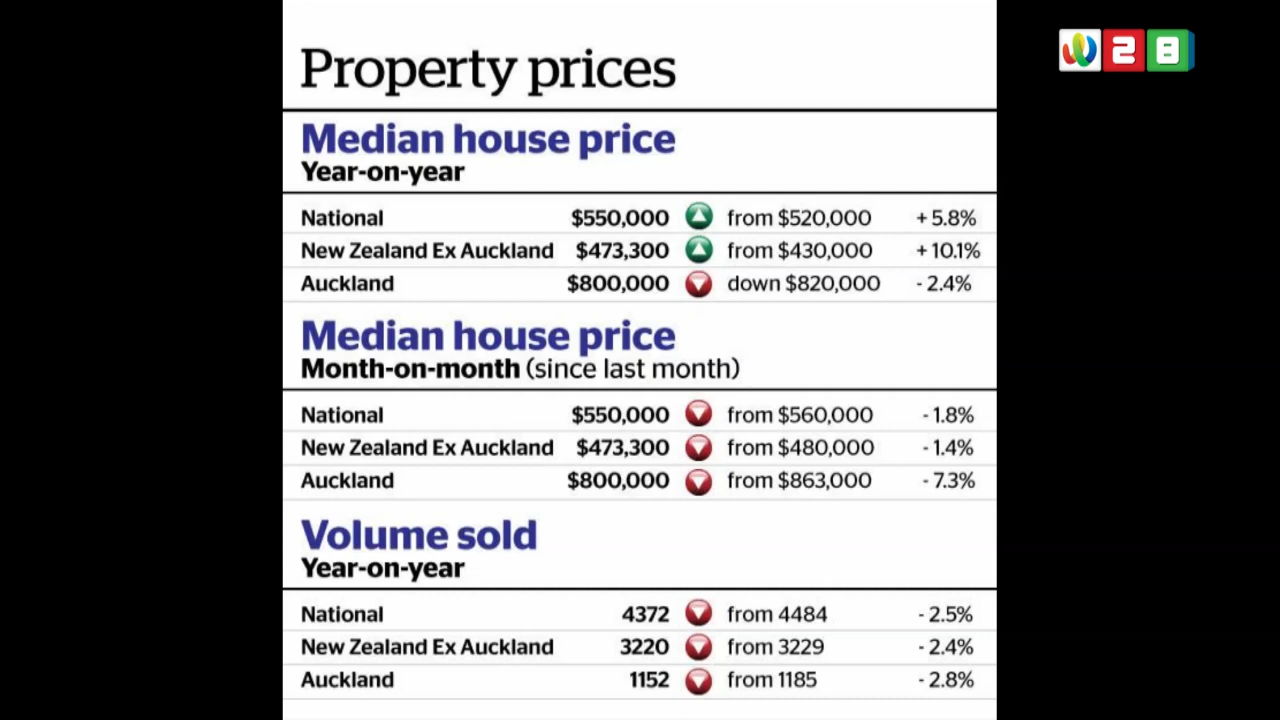 Property prices
28
Median house price
Year-on-year
National $550,000 from $520,000 + 5.8%
New Zealand Ex Auckland $473,300 from $430,000 + 10.1%
Auckland $800,000 down $820,000 - 2.4%
Median house price
Month-on-month (since last month)
National $550,000 from $560,000 - 1.8%
New Zealand Ex Auckland $473,300 from $480,000 - 1.4%
Auckland $800,000 from $863,000 - 7.3%
Volume sold
Year-on-year
National 4372 from 4484 - 2.5%
New Zealand Ex Auckland 3220 from 3229 - 2.4%
Auckland 1152 from 1185 - 2.8%